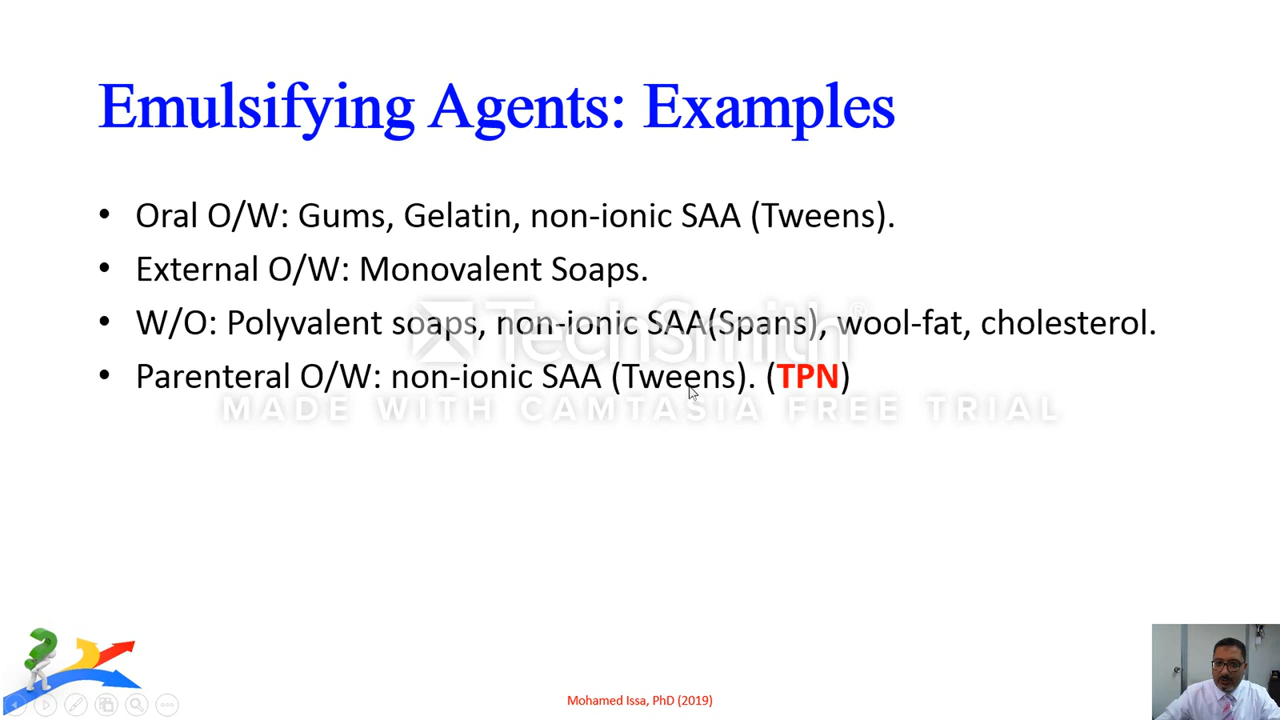 Emulsifying Agents: Examples
• Oral O/W: Gums, Gelatin, non-ionic SAA (Tweens).
• External O/W: Monovalent Soaps.
• W/O: Polyvalent soaps, non-ionic SAA(Spans), wool-fat, cholesterol.
TechSmith®
• Parenteral O/W: non-ionic SAA (Tweens). (TPN)
MADE WITH CAMTASIA FREE TRIAL
Mohamed Issa, PhD (2019)